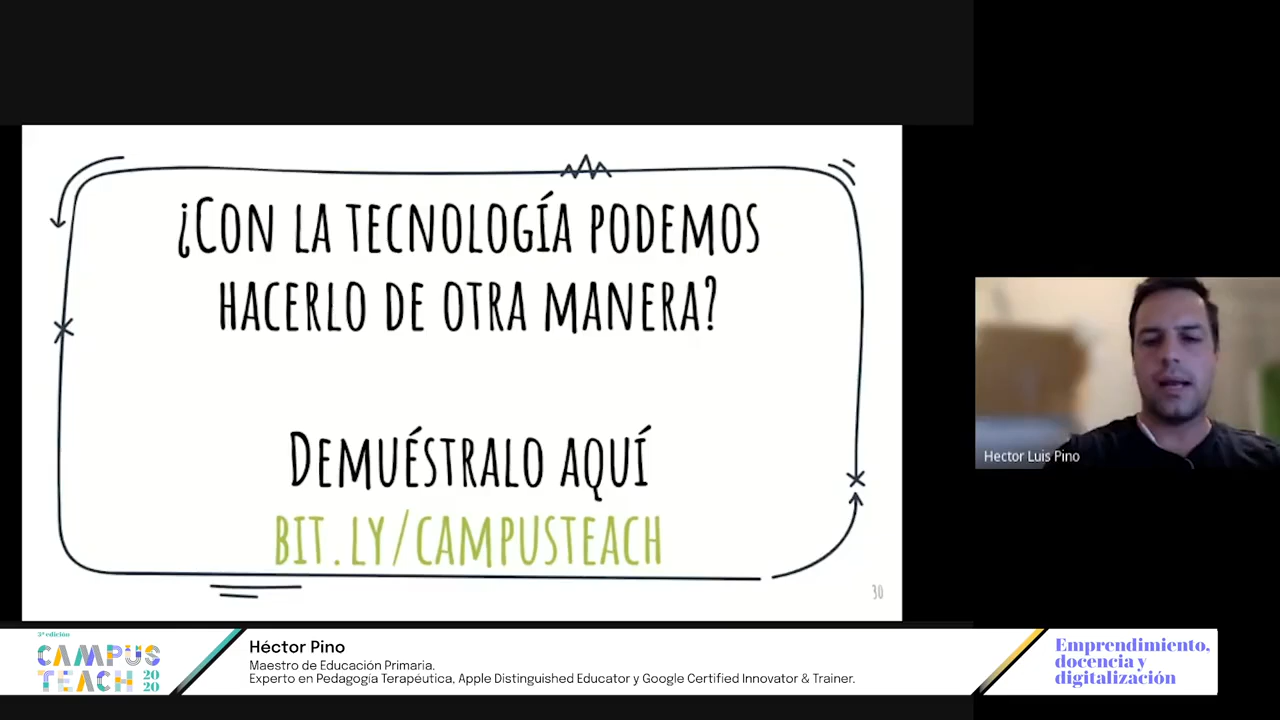 ¿CON LA TECNOLOGÍA PODEMOS
HACERLO DE OTRA MANERA?
DEMUÉSTRALO AQUÍ
BIT.LY/CAMPUSTEACH
30
Hector Luis Pino
5ª edición
CAMPUS
TEACH
20
20
Héctor Pino
Maestro de Educación Primaria.
Experto en Pedagogía Terapéutica, Apple Distinguished Educator y Google Certified Innovator & Trainer.
Emprendimiento,
docencia y
digitalización